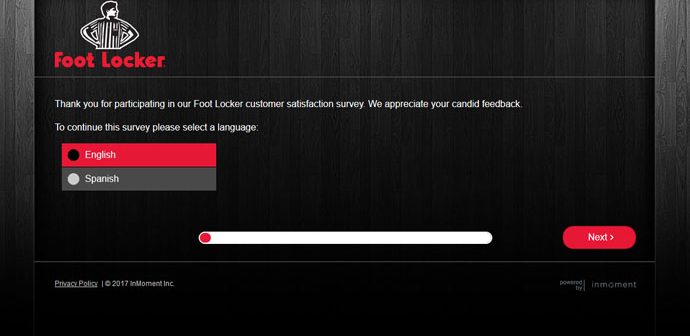 Foot Locker
Thank you for participating in our Foot Locker customer satisfaction survey. We appreciate your candid feedback.
To continue this survey please select a language:
English
Spanish
Next ›
Privacy Policy | © 2017 InMoment Inc.
powered
by
inmoment